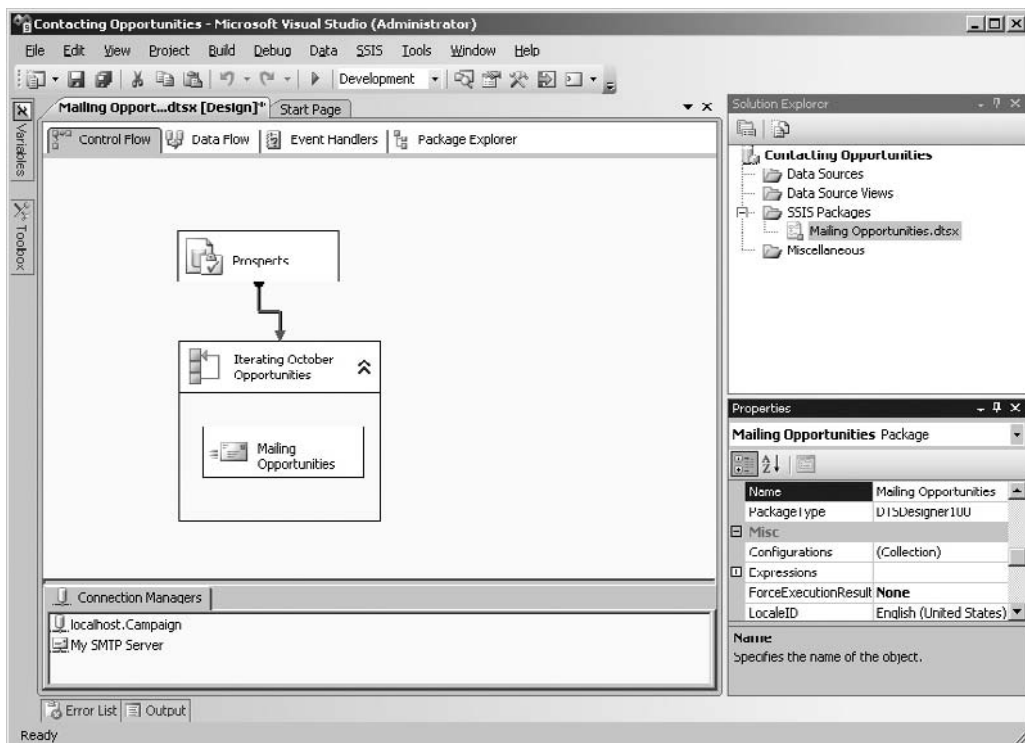 Contacting Opportunities - Microsoft Visual Studio (Administrator)
File Edit View Project Build Debug Data SSIS Tools Window Help
Development
Mailing Opport...dtsx [Design]* Start Page
Control Flow Data Flow Event Handlers Package Explorer
Variables
Toolbox
Prospects
Iterating October
Opportunities
Mailing
Opportunities
Connection Managers
localhost.Campaign
My SMTP Server
Error List Output
Ready
Solution Explorer
Contacting Opportunities
Data Sources
Data Source Views
SSIS Packages
Mailing Opportunities.dtsx
Miscellaneous
Properties
Mailing Opportunities Package
Name Mailing Opportunities
PackageType DTSDesigner100
Misc
Configurations (Collection)
Expressions
ForceExecutionResult None
LocaleID English (United States)
Name
Specifies the name of the object.